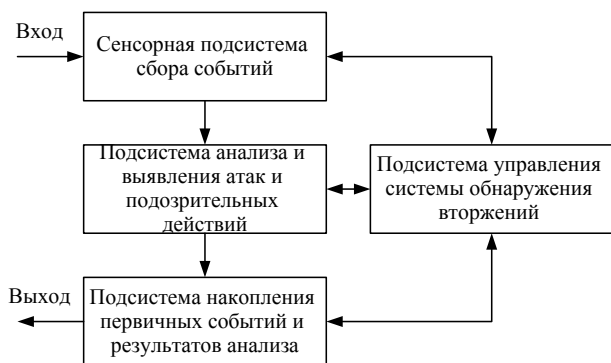 Вход
Сенсорная подсистема
сбора событий
Подсистема анализа и
выявления атак и
подозрительных
действий
Подсистема управления
системы обнаружения
вторжений
Выход
Подсистема накопления
первичных событий и
результатов анализа